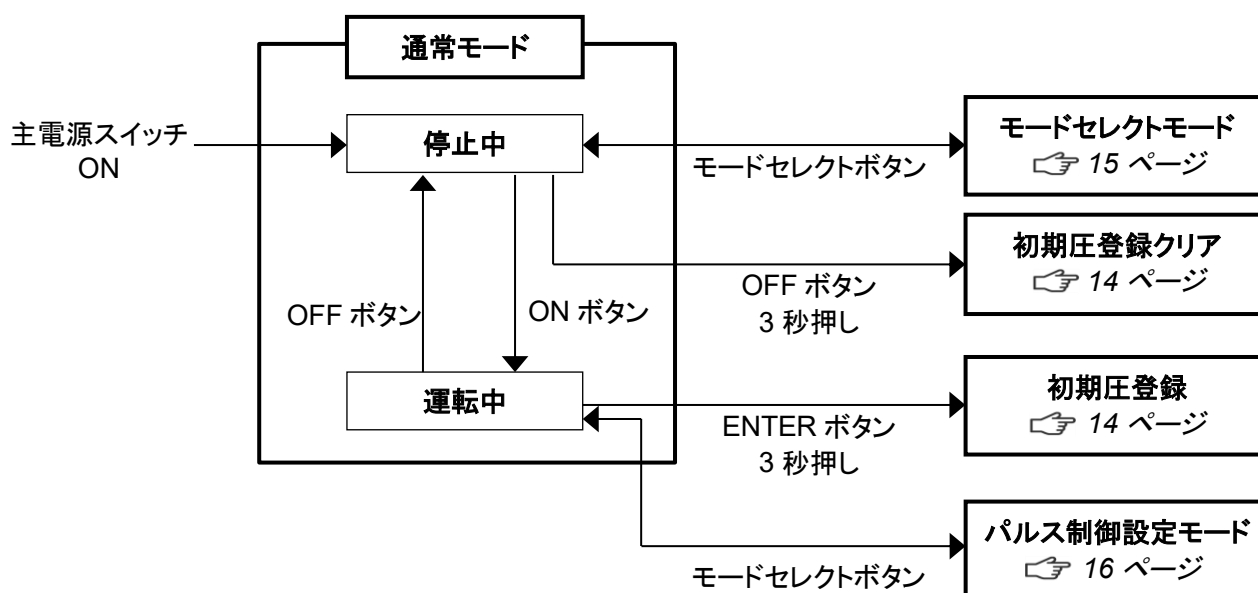 通常モード
主電源スイッチ
ON
停止中
モードセレクトボタン
モードセレクトモード
☞ 15 ページ
OFF ボタン
3 秒押し
初期圧登録クリア
☞ 14 ページ
OFF ボタン
ON ボタン
運転中
ENTER ボタン
3 秒押し
初期圧登録
☞ 14 ページ
モードセレクトボタン
パルス制御設定モード
☞ 16 ページ